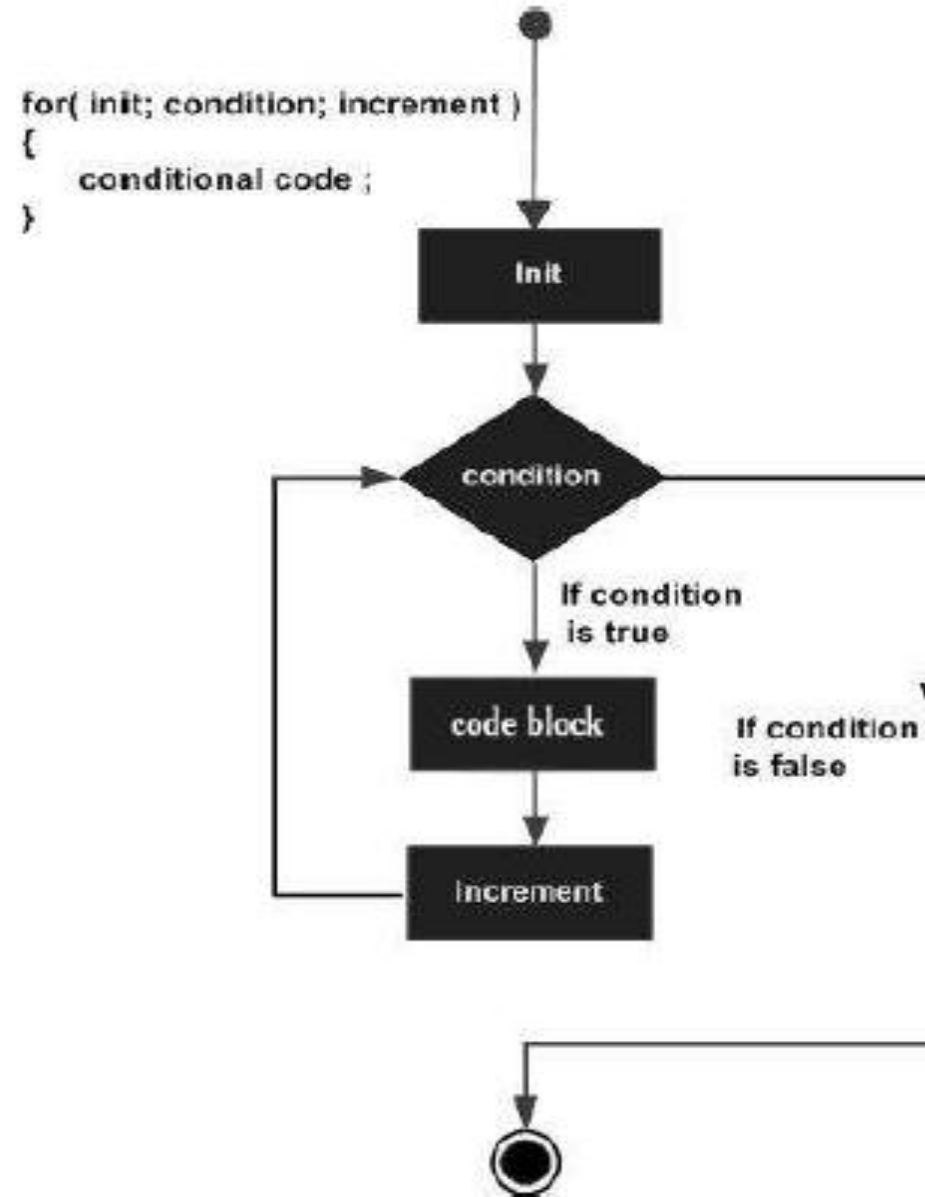 for( init; condition; increment )
{
conditional code ;
}
Init
condition
If condition
is true
code block
If condition
is false
increment